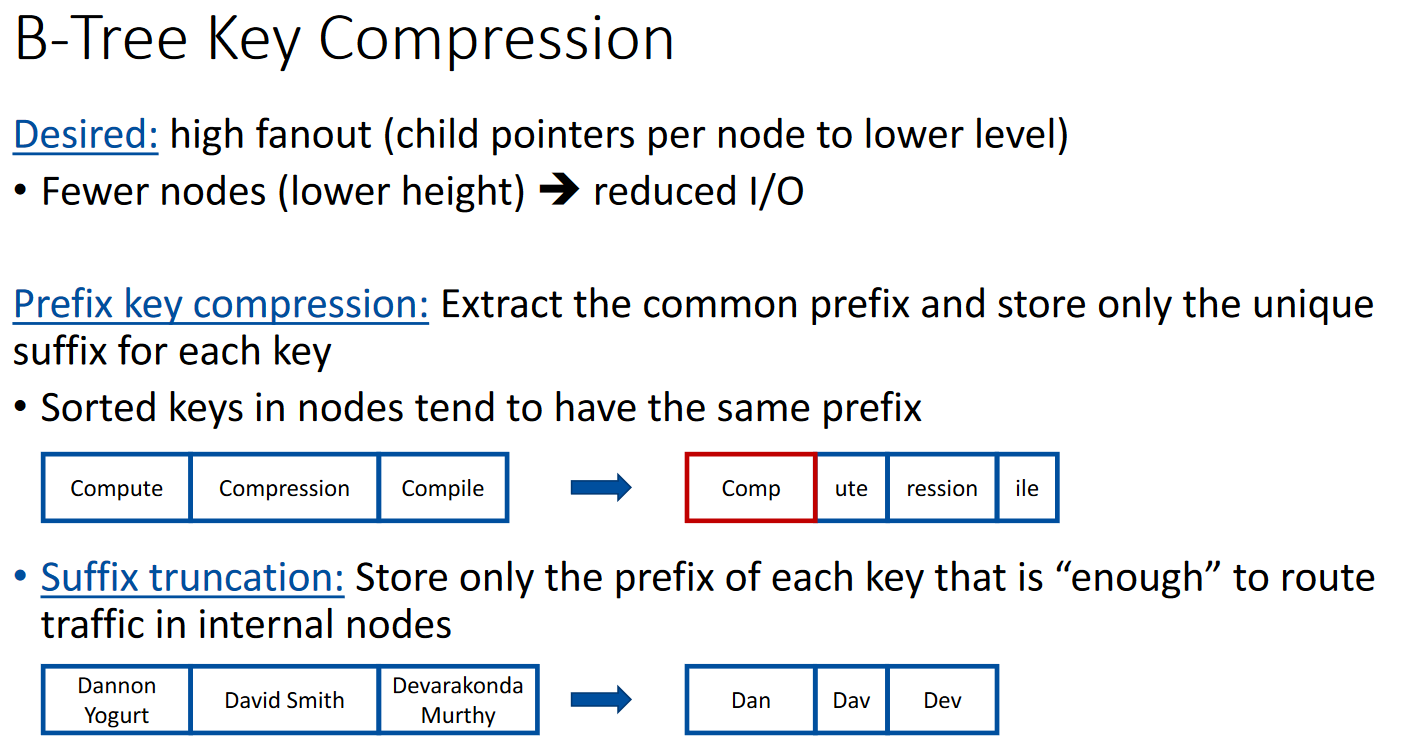 B-Tree Key Compression
Desired: high fanout (child pointers per node to lower level)
• Fewer nodes (lower height) ➔ reduced I/O
Prefix key compression: Extract the common prefix and store only the unique
suffix for each key
• Sorted keys in nodes tend to have the same prefix
Compute Compression Compile Comp ute ression ile
• Suffix truncation: Store only the prefix of each key that is “enough” to route
traffic in internal nodes
Dannon
Yogurt
David Smith
Devarakonda
Murthy
Dan Dav Dev